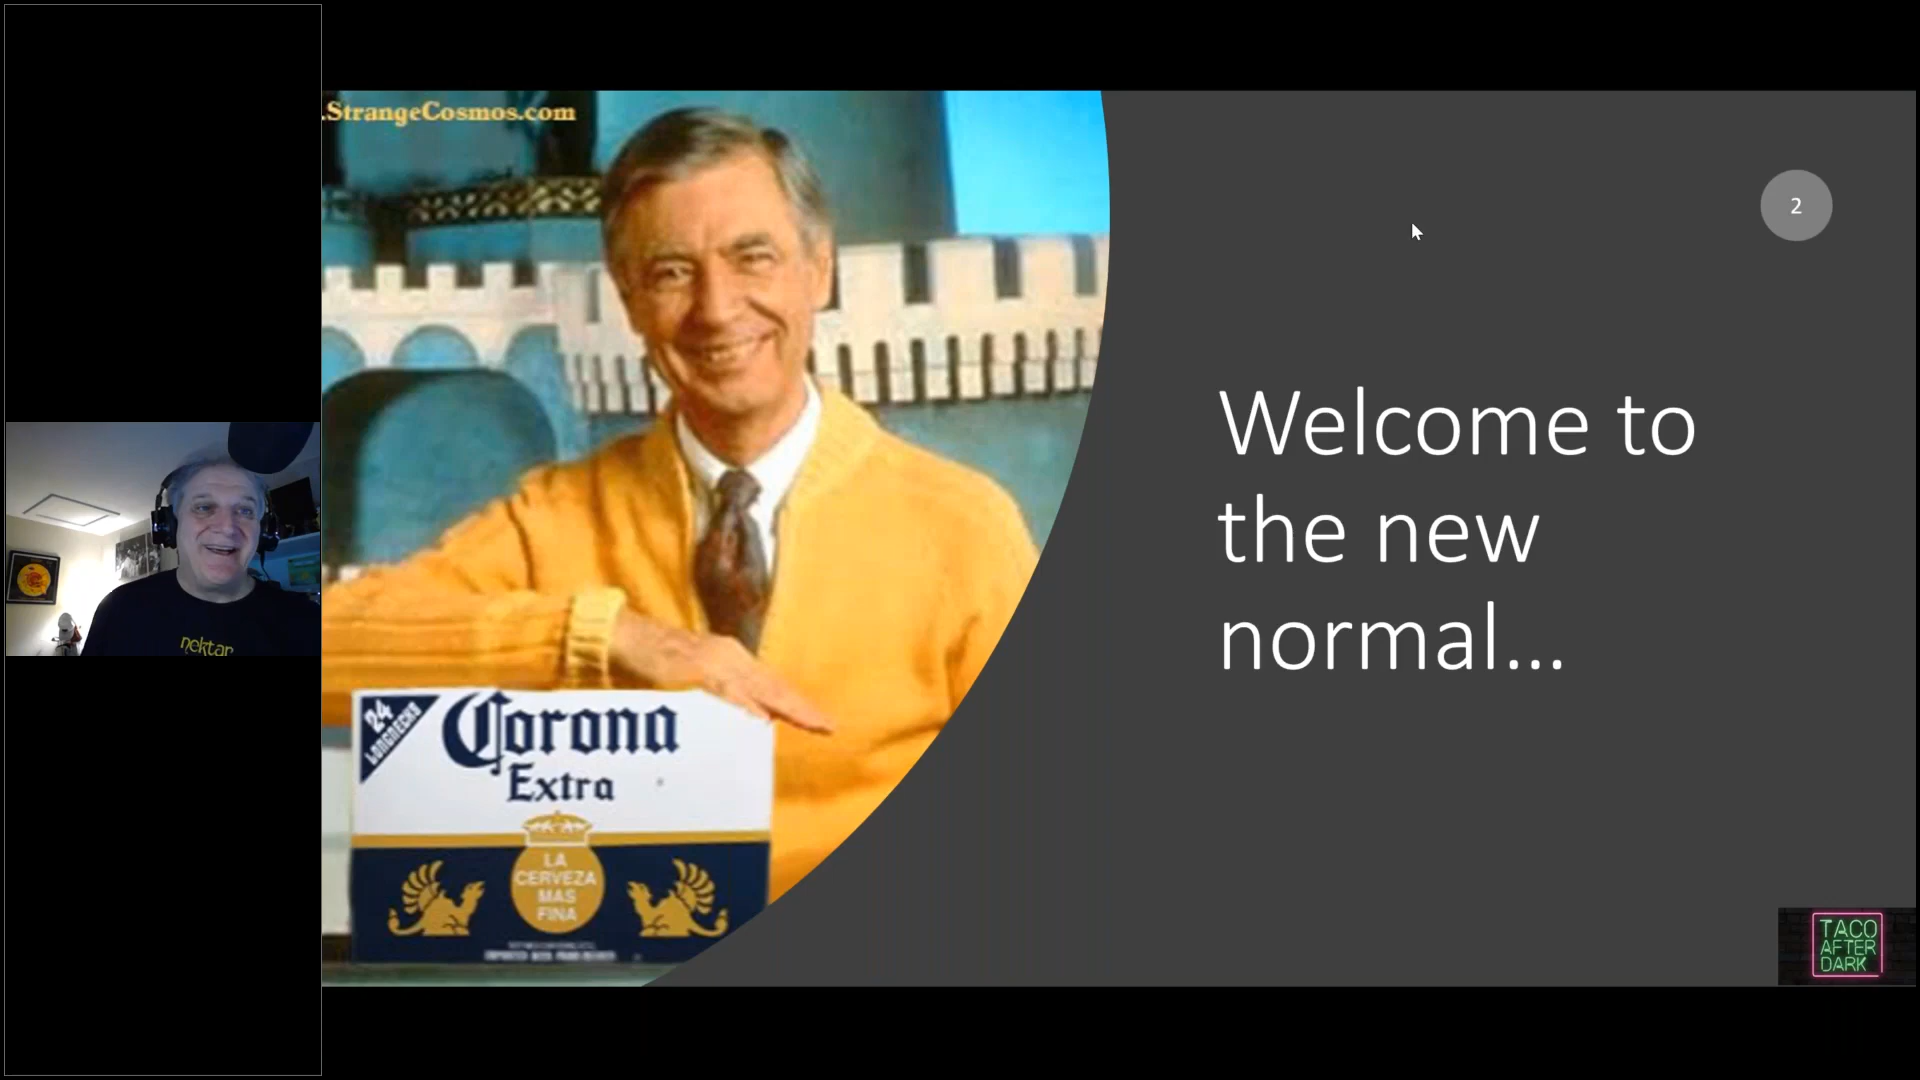 .StrangeCosmos.com
2
Welcome to
the new
normal...
nektar
24
LONGNECKS
Corona
Extra
LA
CERVEZA
MAS
FINA
TACO
AFTER
DARK